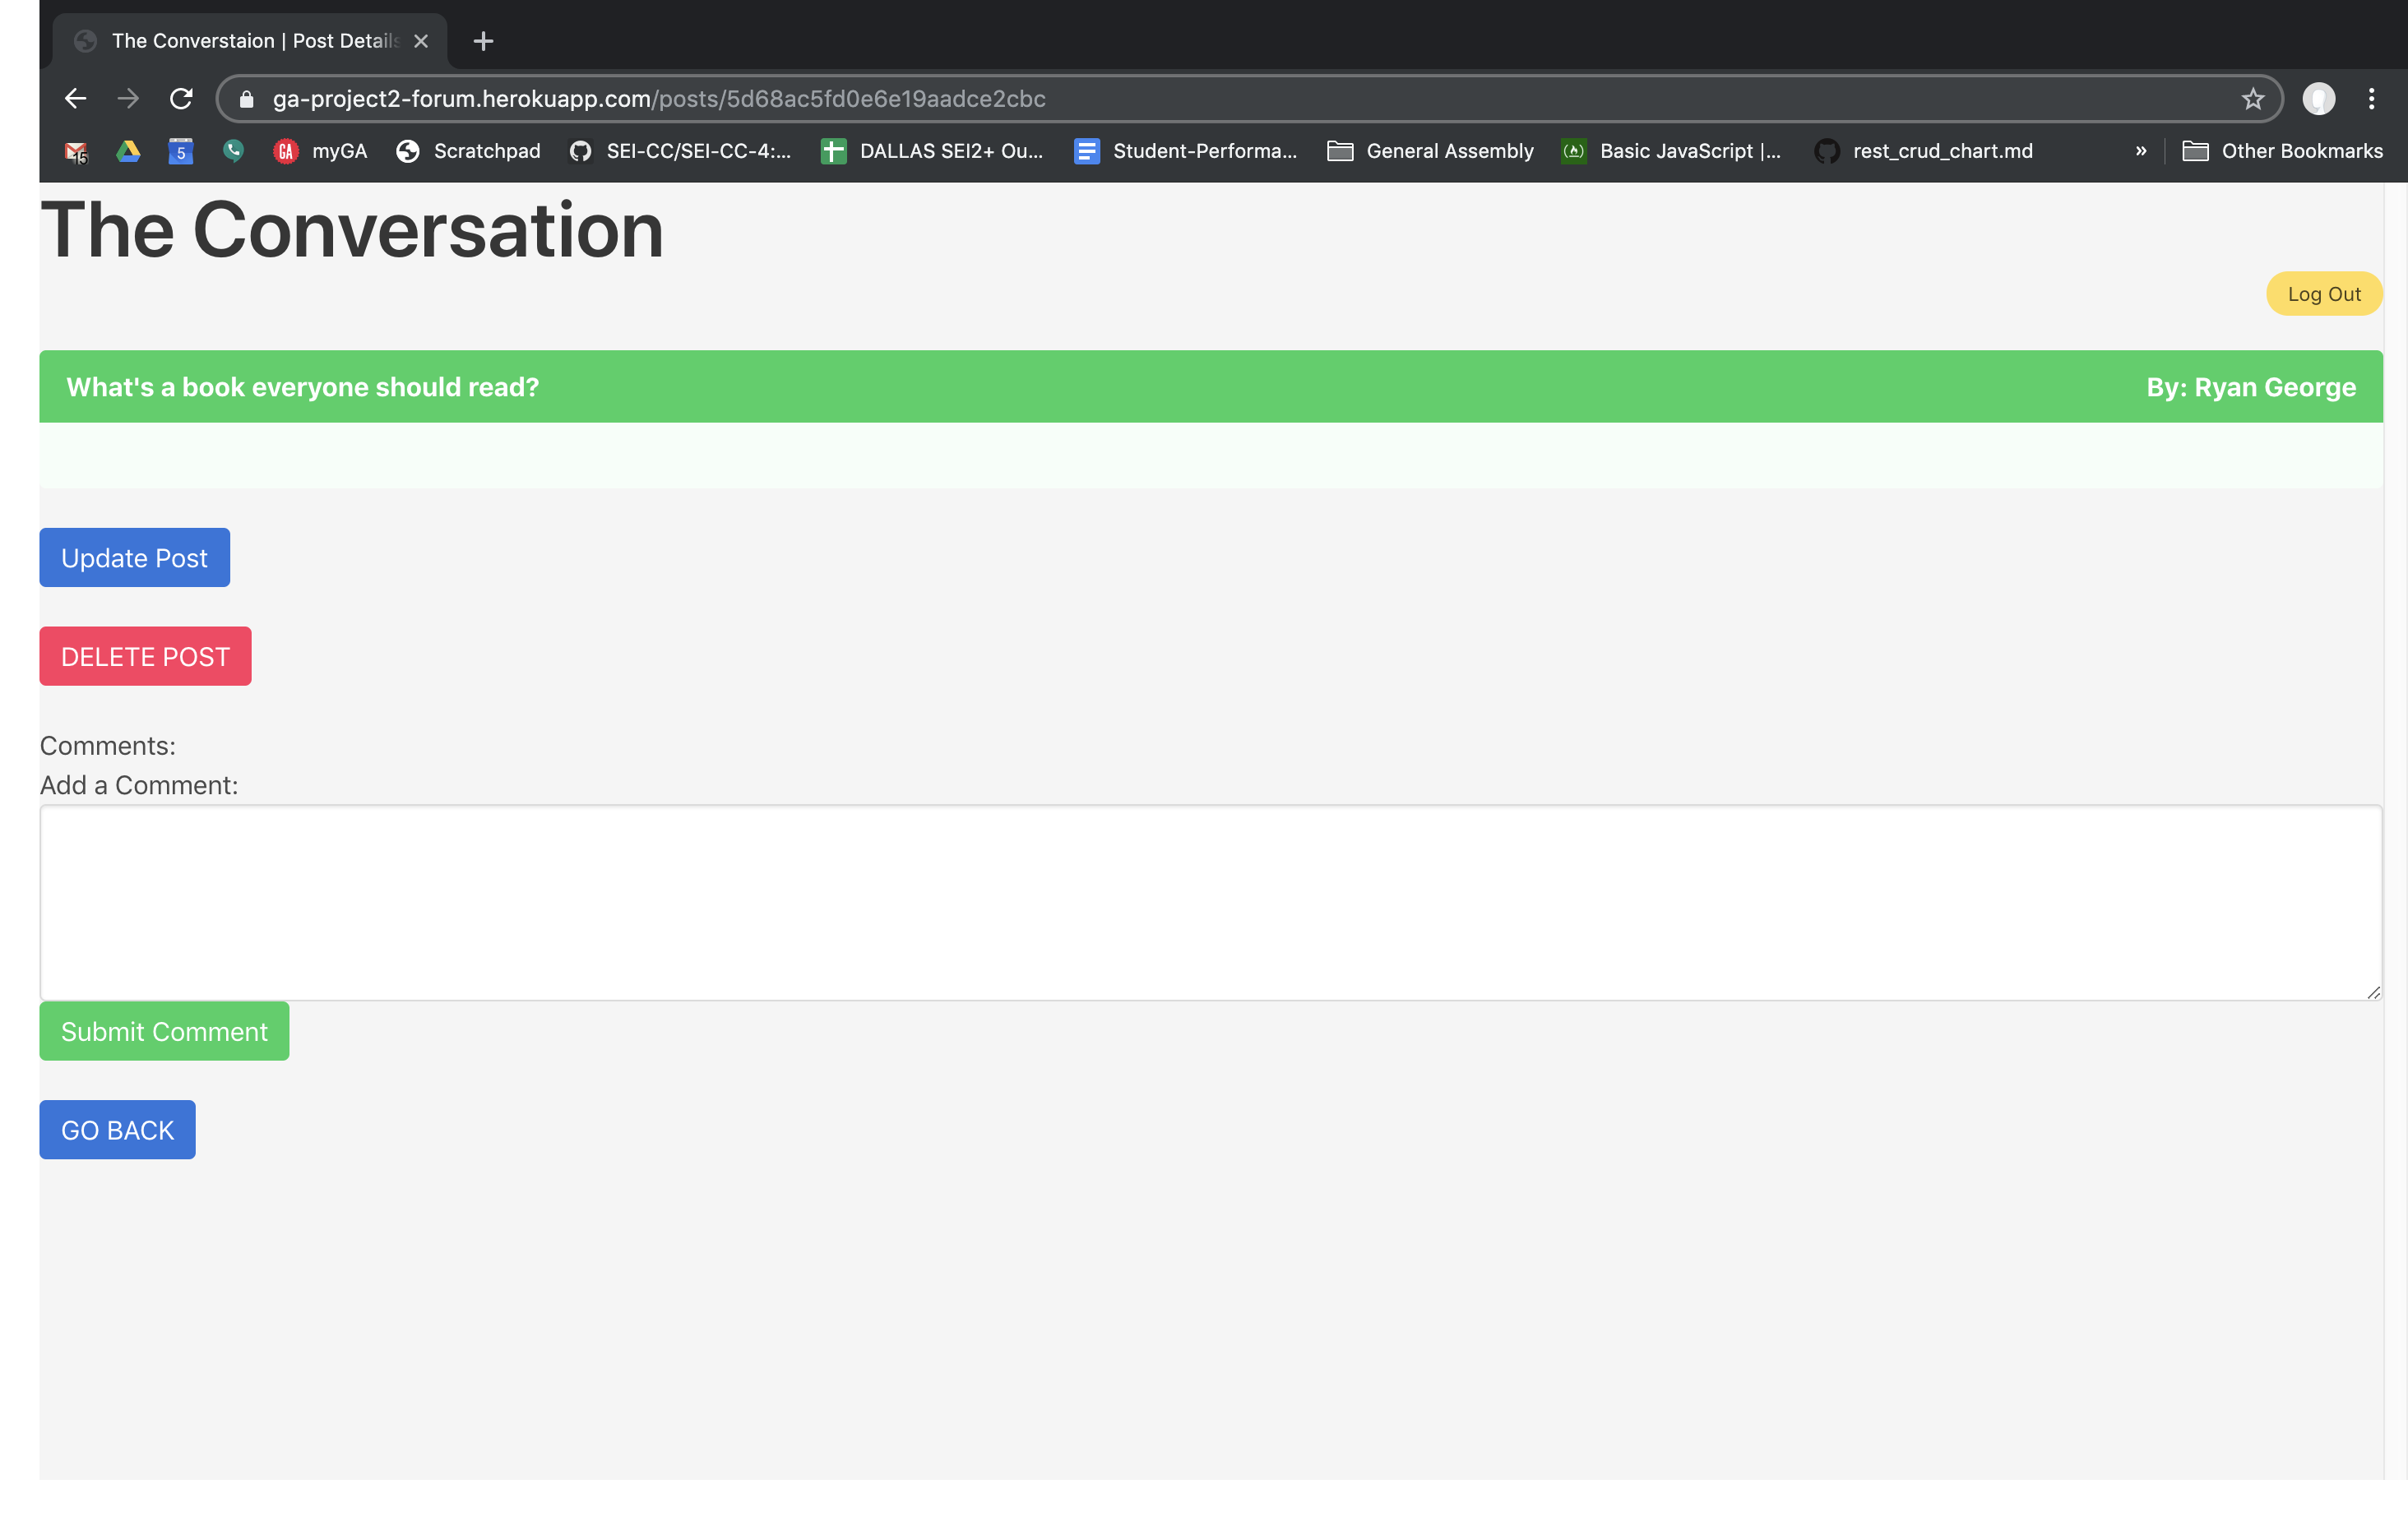 The Converstaion | Post Details
ga-project2-forum.herokuapp.com/posts/5d68ac5fd0e6e19aadce2cbc
15 5 GA myGA Scratchpad SEI-CC/SEI-CC-4:... DALLAS SEI2+ Ou... Student-Performa... General Assembly Basic JavaScript |... rest_crud_chart.md » Other Bookmarks
The Conversation
Log Out
What's a book everyone should read? By: Ryan George
Update Post
DELETE POST
Comments:
Add a Comment:
Submit Comment
GO BACK